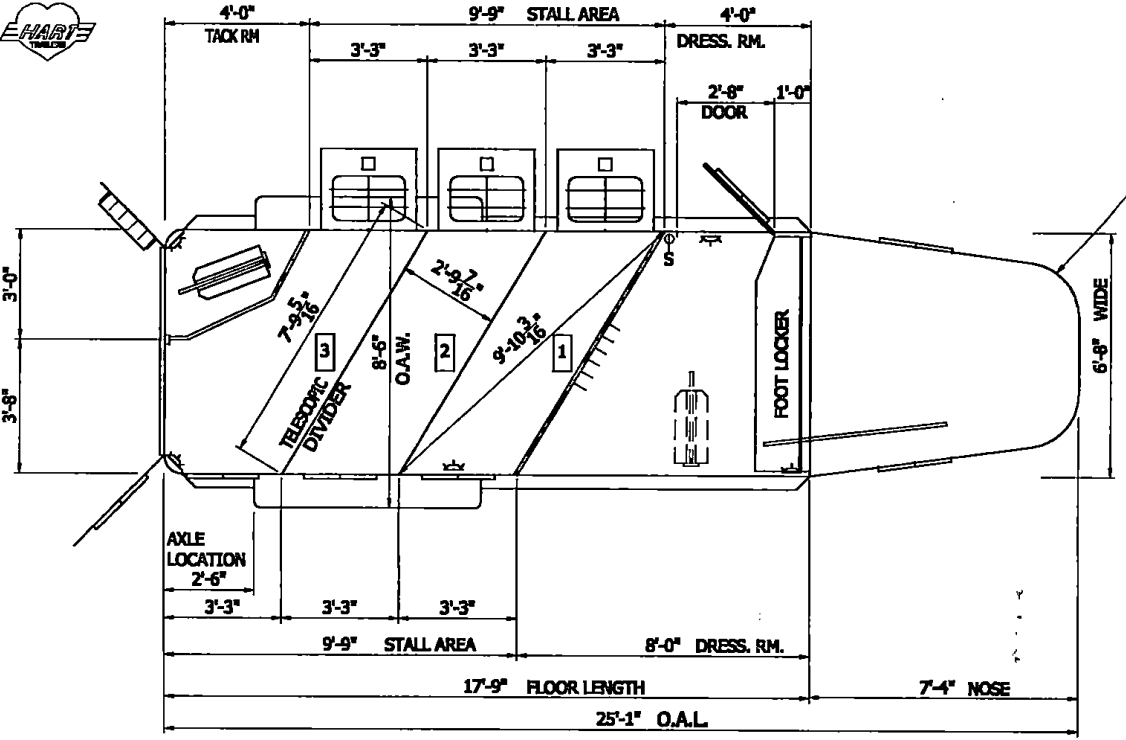 HART
TRAILERS
4'-0"
TACK RM
9'-9" STALL AREA
4'-0"
DRESS. RM.
3'-3"
3'-3"
3'-3"
2'-8"
DOOR
1'-0"
3'-0"
3'-8"
7'-9 5/16"
TELESCOPIC
DIVIDER
3
8'-6"
O.A.W.
2'-9 7/16"
2
9'-10 3/16"
1
S
FOOT LOCKER
6'-8" WIDE
AXLE
LOCATION
2'-6"
3'-3"
3'-3"
3'-3"
9'-9" STALL AREA
8'-0" DRESS. RM.
17'-9" FLOOR LENGTH
7'-4" NOSE
25'-1" O.A.L.